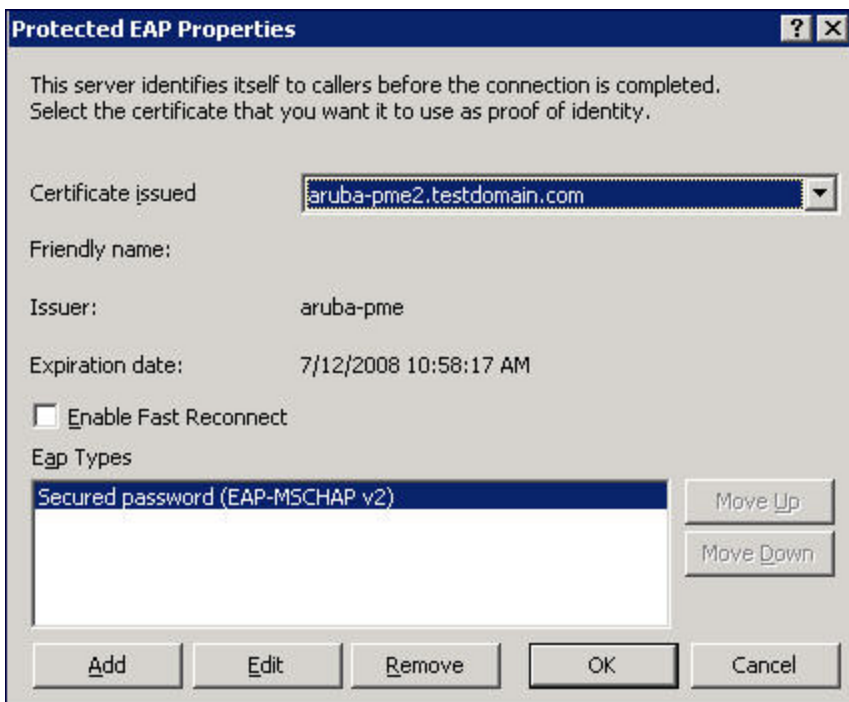 Protected EAP Properties
This server identifies itself to callers before the connection is completed.
Select the certificate that you want it to use as proof of identity.
Certificate issued aruba-pme2.testdomain.com
Friendly name:
Issuer: aruba-pme
Expiration date: 7/12/2008 10:58:17 AM
Enable Fast Reconnect
Eap Types
Secured password (EAP-MSCHAP v2)
Move Up
Move Down
Add Edit Remove OK Cancel